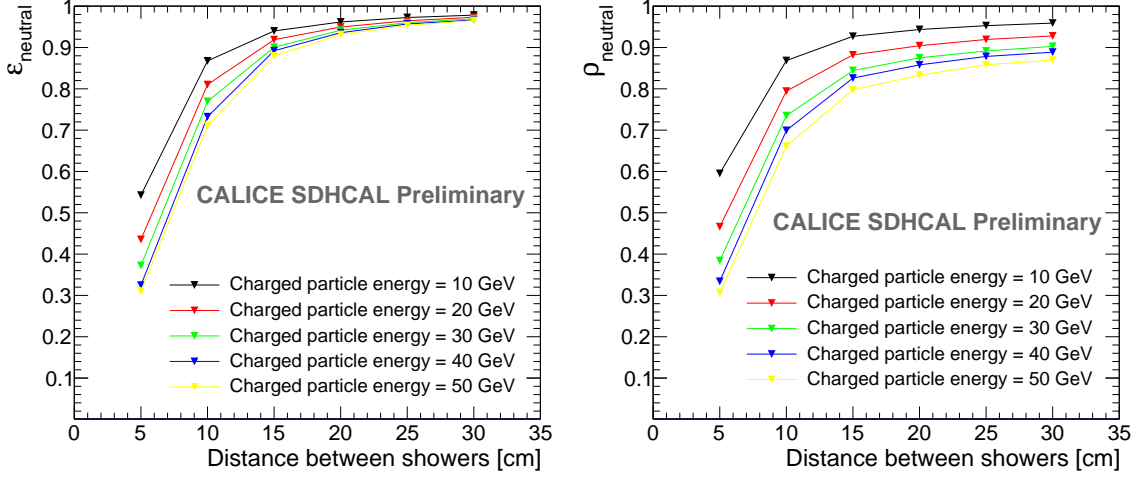 εneutral
1
0.9
0.8
0.7
0.6
0.5
0.4
0.3
0.2
0.1
CALICE SDHCAL Preliminary
Charged particle energy = 10 GeV
Charged particle energy = 20 GeV
Charged particle energy = 30 GeV
Charged particle energy = 40 GeV
Charged particle energy = 50 GeV
0 5 10 15 20 25 30 35
Distance between showers [cm]
ρneutral
1
0.9
0.8
0.7
0.6
0.5
0.4
0.3
0.2
0.1
CALICE SDHCAL Preliminary
Charged particle energy = 10 GeV
Charged particle energy = 20 GeV
Charged particle energy = 30 GeV
Charged particle energy = 40 GeV
Charged particle energy = 50 GeV
0 5 10 15 20 25 30 35
Distance between showers [cm]